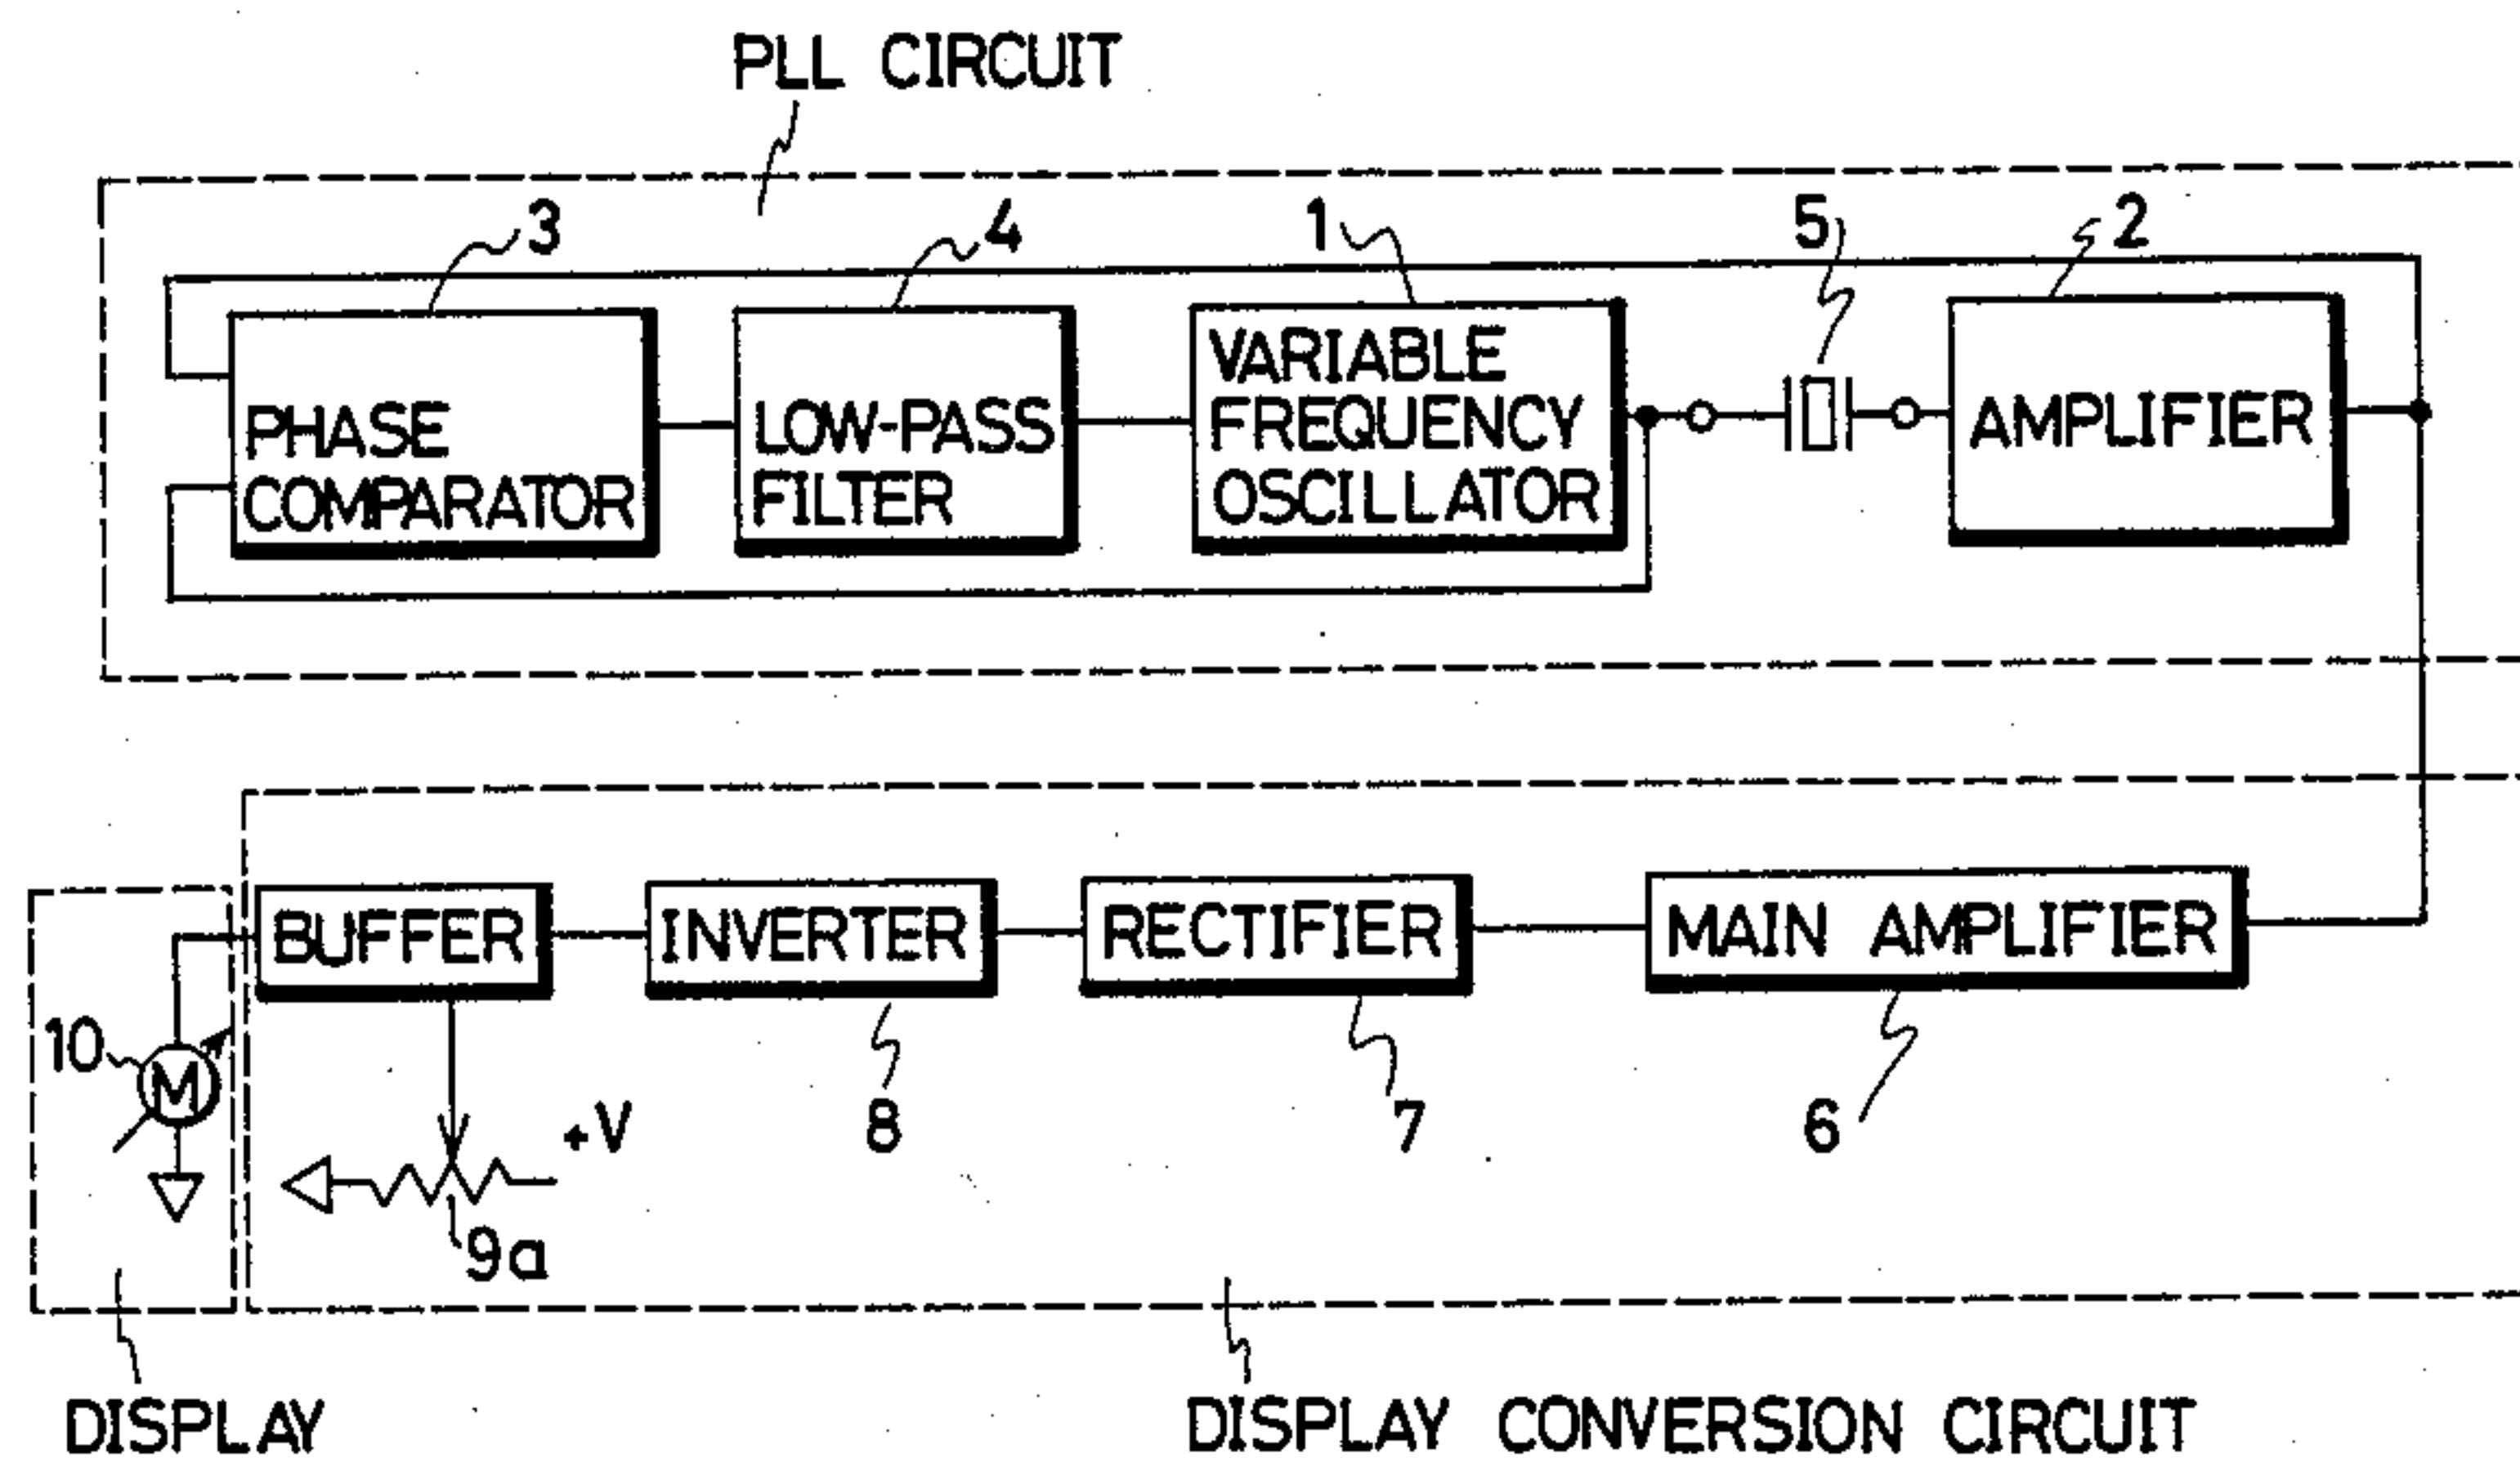 PLL CIRCUIT
3
4
1
5
2
PHASE
COMPARATOR
LOW-PASS
FILTER
VARIABLE
FREQUENCY
OSCILLATOR
AMPLIFIER
BUFFER
INVERTER
RECTIFIER
MAIN AMPLIFIER
10
M
+V
8
7
6
9a
DISPLAY
DISPLAY CONVERSION CIRCUIT